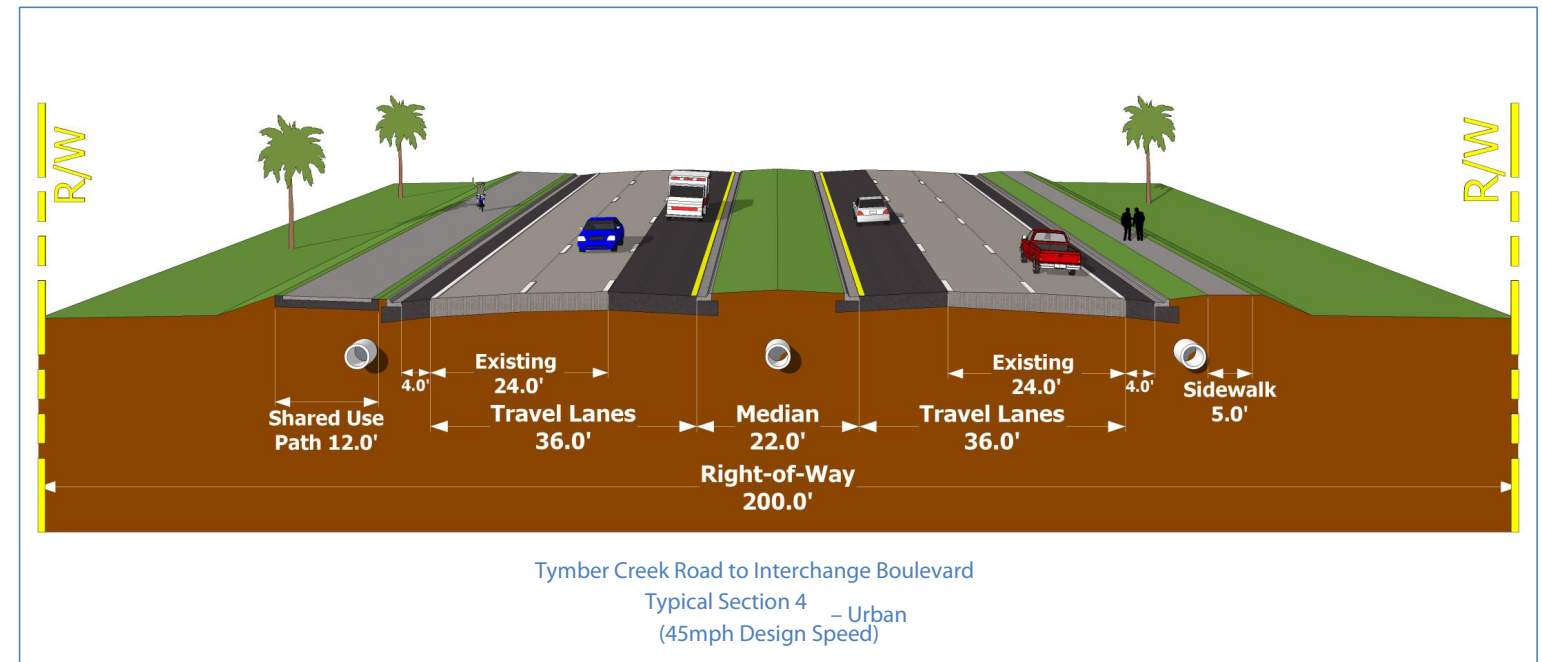 R/W
R/W
Existing
24.0'
4.0'
Existing
24.0'
4.0'
Shared Use
Path 12.0'
Travel Lanes
36.0'
Median
22.0'
Travel Lanes
36.0'
Sidewalk
5.0'
Right-of-Way
200.0'
Tymber Creek Road to Interchange Boulevard
Typical Section 4 – Urban
(45mph Design Speed)